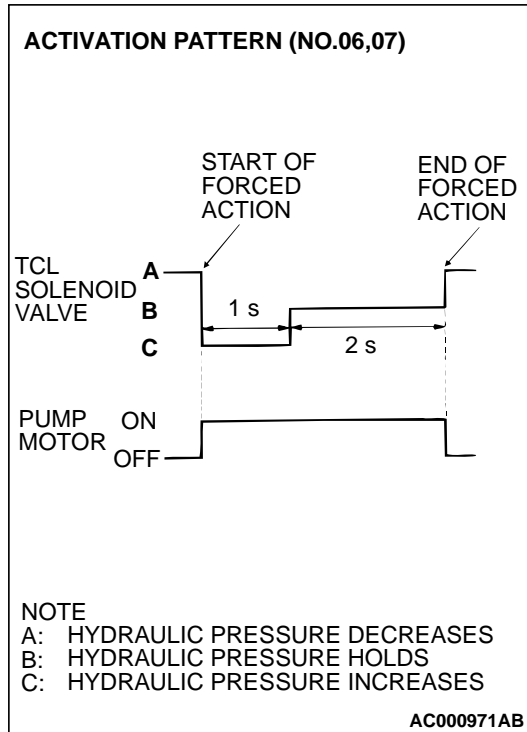 ACTIVATION PATTERN (NO.06,07)
START OF
FORCED
ACTION
END OF
FORCED
ACTION
TCL
SOLENOID
VALVE
A
B
C
1 s
2 s
PUMP
MOTOR
ON
OFF
NOTE
A: HYDRAULIC PRESSURE DECREASES
B: HYDRAULIC PRESSURE HOLDS
C: HYDRAULIC PRESSURE INCREASES
AC000971AB